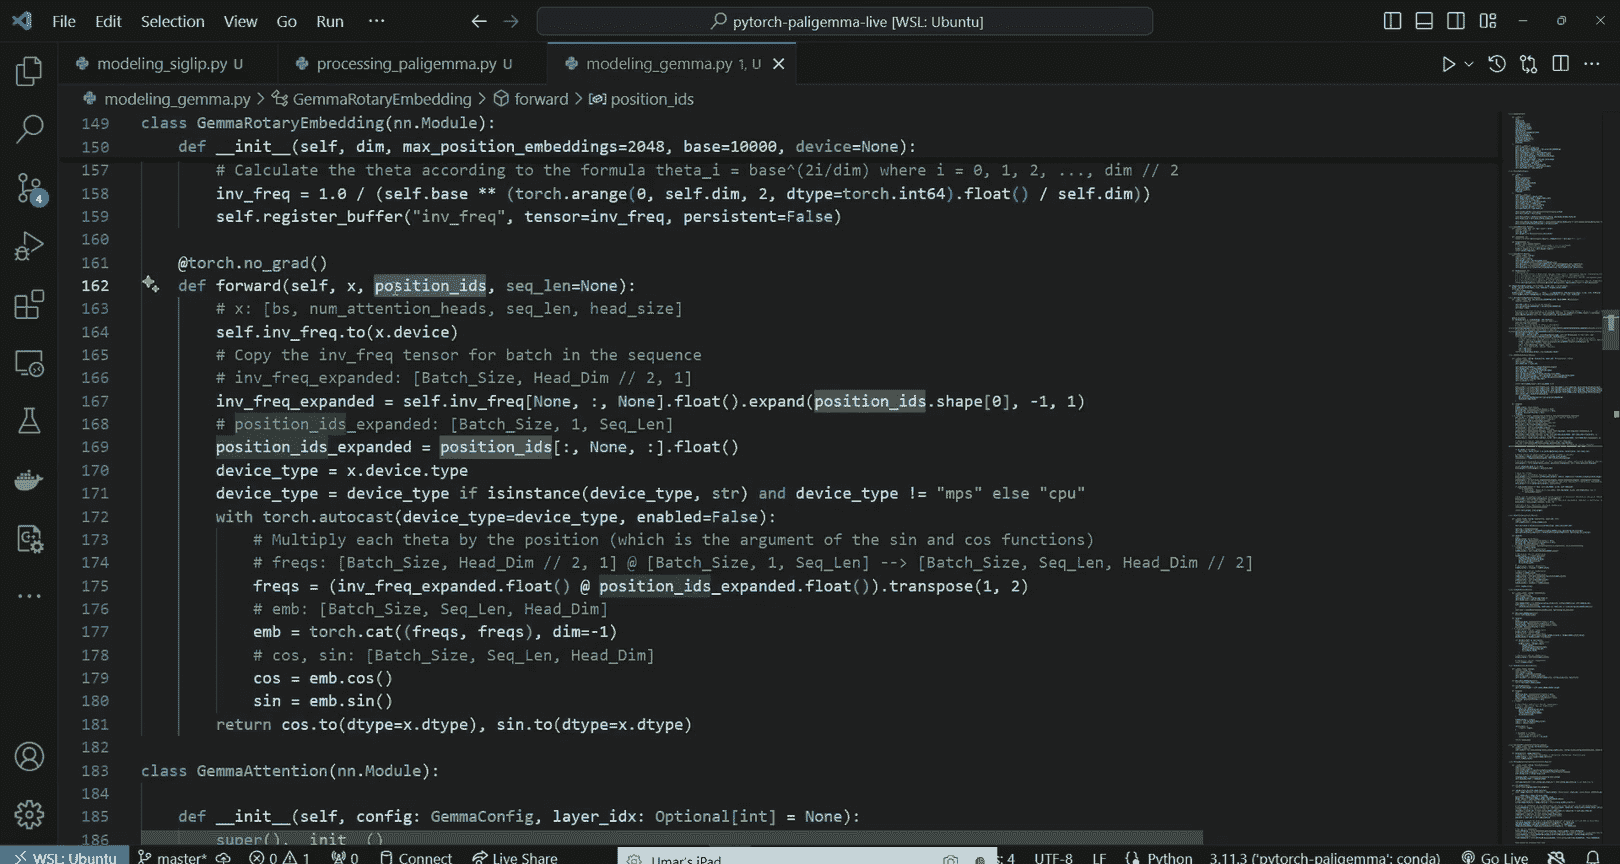 File Edit Selection View Go Run ··· pytorch-paligemma-live [WSL: Ubuntu]
modeling_siglip.py U processing_paligemma.py U modeling_gemma.py 1, U
modeling_gemma.py > GemmaRotaryEmbedding > forward > position_ids
149 class GemmaRotaryEmbedding(nn.Module):
150 def __init__(self, dim, max_position_embeddings=2048, base=10000, device=None):
157 # Calculate the theta according to the formula theta_i = base^(2i/dim) where i = 0, 1, 2, ..., dim // 2
158 inv_freq = 1.0 / (self.base ** (torch.arange(0, self.dim, 2, dtype=torch.int64).float() / self.dim))
159 self.register_buffer("inv_freq", tensor=inv_freq, persistent=False)
160
161 @torch.no_grad()
162 def forward(self, x, position_ids, seq_len=None):
163 # x: [bs, num_attention_heads, seq_len, head_size]
164 self.inv_freq.to(x.device)
165 # Copy the inv_freq tensor for batch in the sequence
166 # inv_freq_expanded: [Batch_Size, Head_Dim // 2, 1]
167 inv_freq_expanded = self.inv_freq[None, :, None].float().expand(position_ids.shape[0], -1, 1)
168 # position_ids_expanded: [Batch_Size, 1, Seq_Len]
169 position_ids_expanded = position_ids[:, None, :].float()
170 device_type = x.device.type
171 device_type = device_type if isinstance(device_type, str) and device_type != "mps" else "cpu"
172 with torch.autocast(device_type=device_type, enabled=False):
173 # Multiply each theta by the position (which is the argument of the sin and cos functions)
174 # freqs: [Batch_Size, Head_Dim // 2, 1] @ [Batch_Size, 1, Seq_Len] --> [Batch_Size, Seq_Len, Head_Dim // 2]
175 freqs = (inv_freq_expanded.float() @ position_ids_expanded.float()).transpose(1, 2)
176 # emb: [Batch_Size, Seq_Len, Head_Dim]
177 emb = torch.cat((freqs, freqs), dim=-1)
178 # cos, sin: [Batch_Size, Seq_Len, Head_Dim]
179 cos = emb.cos()
180 sin = emb.sin()
181 return cos.to(dtype=x.dtype), sin.to(dtype=x.dtype)
182
183 class GemmaAttention(nn.Module):
184
185 def __init__(self, config: GemmaConfig, layer_idx: Optional[int] = None):
186 super().__init__()
4
WSL: Ubuntu master* 0 1 0 Connect Live Share Umar's iPad s: 4 UTF-8 LF Python 3.11.3 ('pytorch-paligemma': conda) Go Live